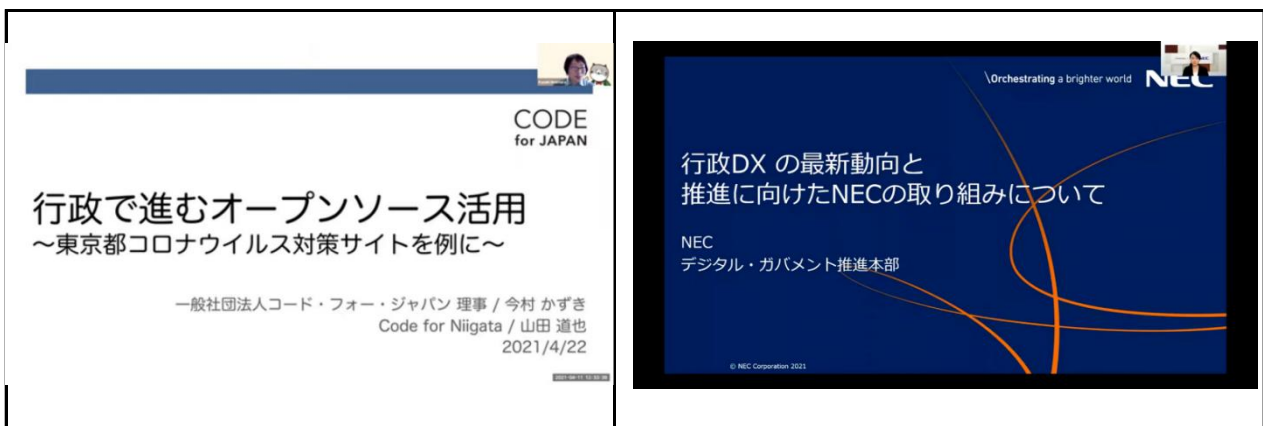 CODE
for JAPAN
行政で進むオープンソース活用
～東京都コロナウイルス対策サイトを例に～
一般社団法人コード・フォー・ジャパン 理事 / 今村 かずき
Code for Niigata / 山田 道也
2021/4/22
\Orchestrating a brighter world
NEC
行政DX の最新動向と
推進に向けたNECの取り組みについて
NEC
デジタル・ガバメント推進本部
© NEC Corporation 2021